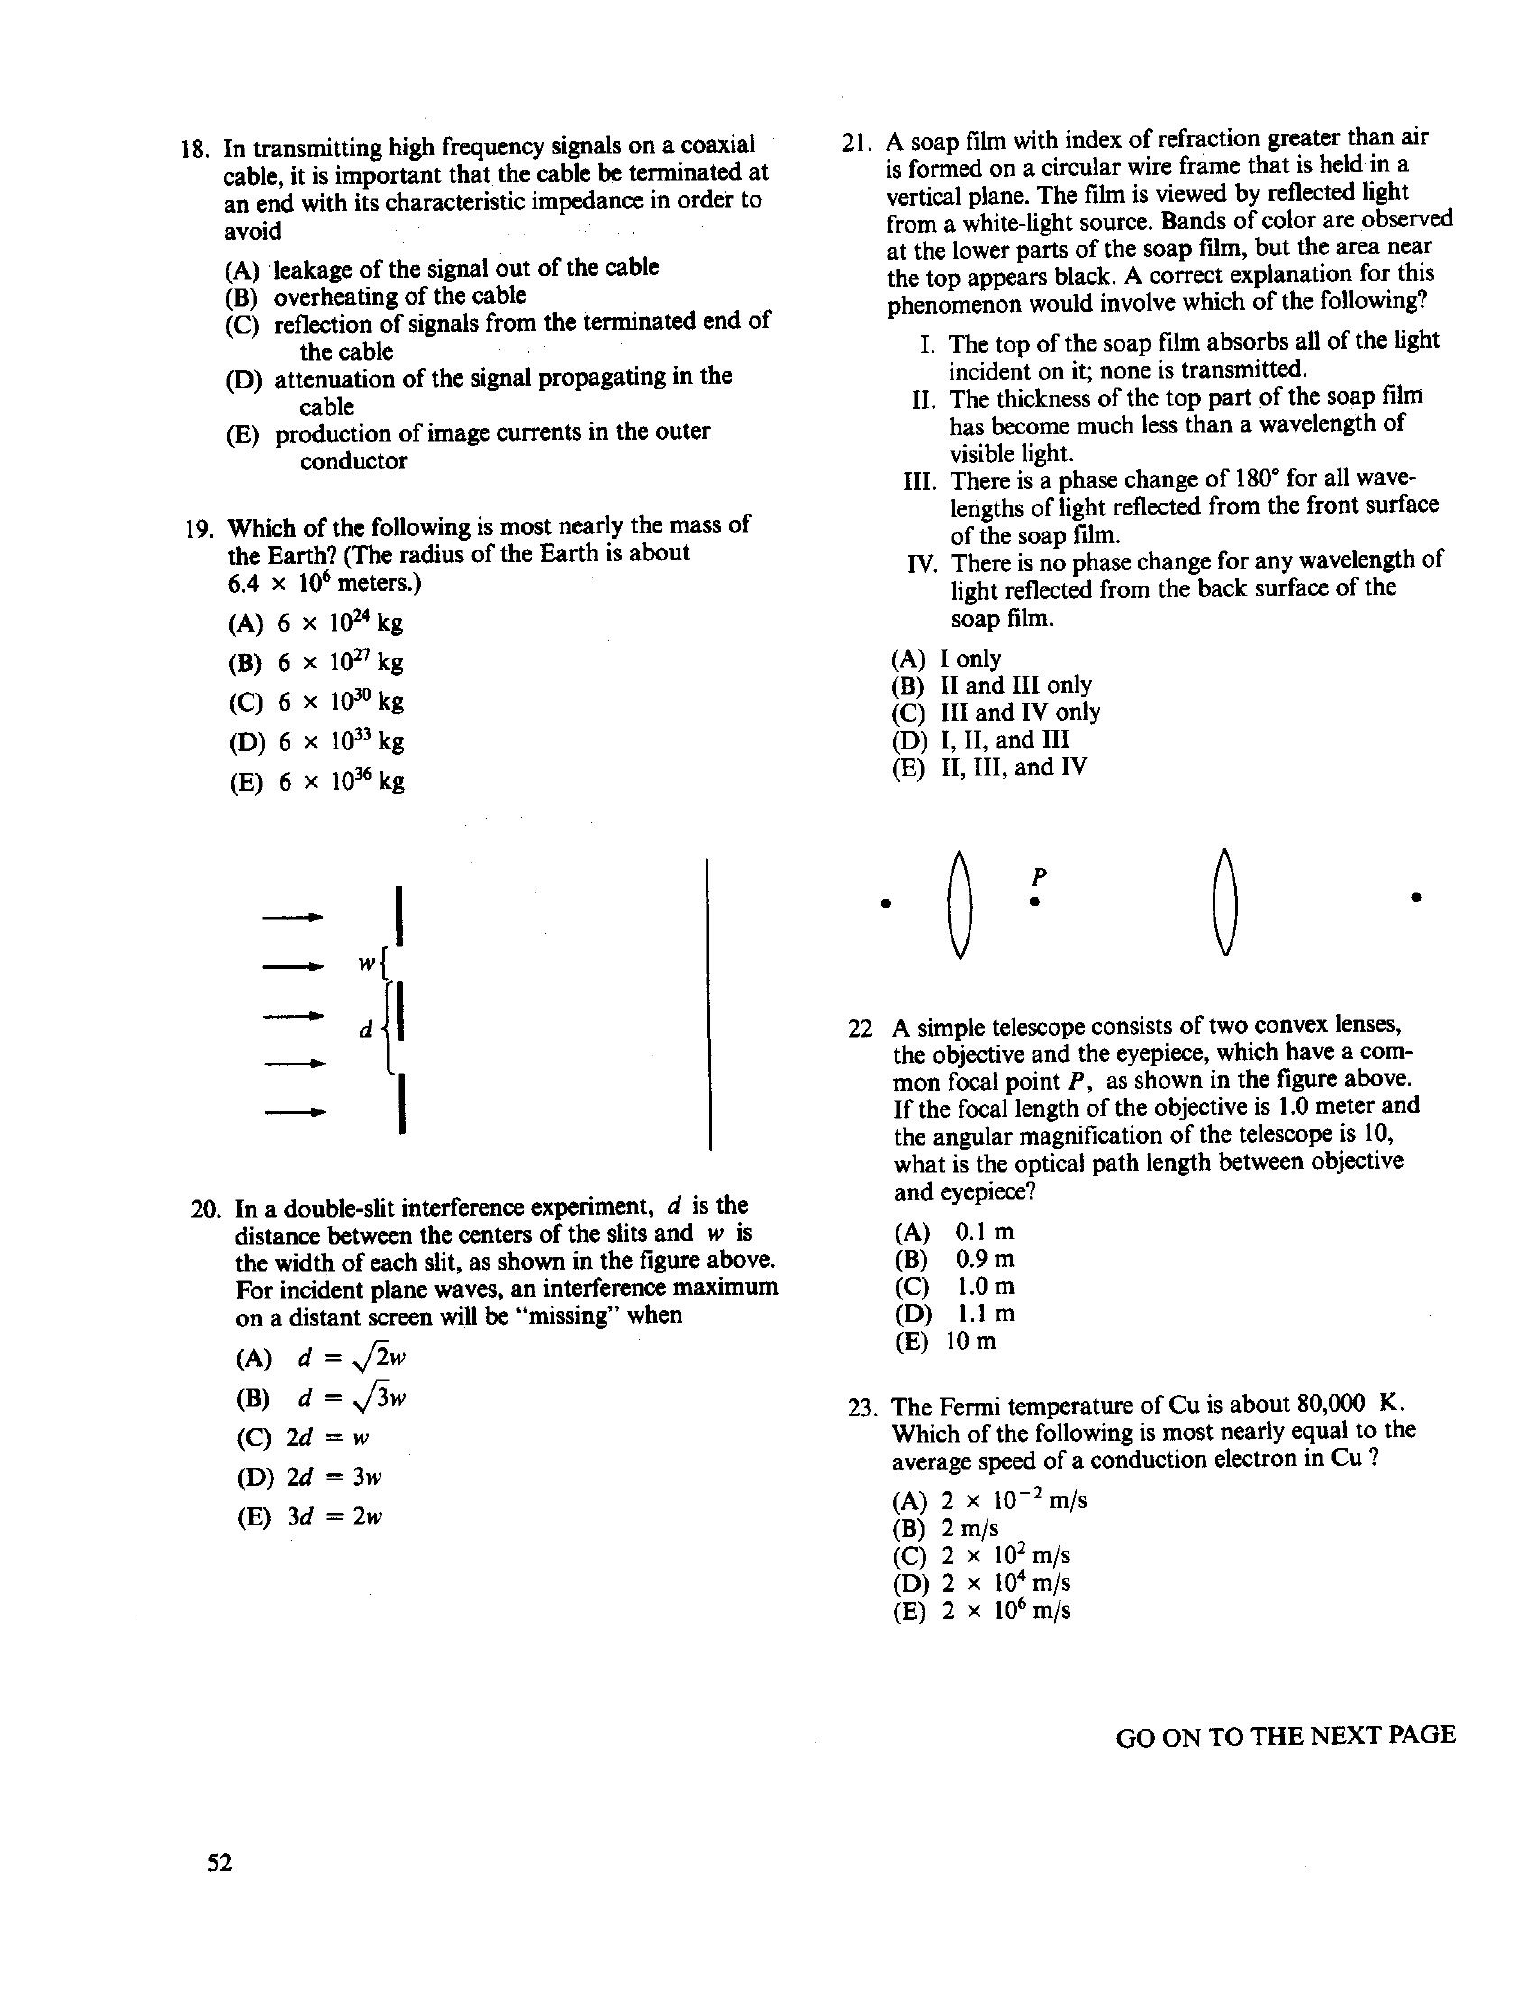 18. In transmitting high frequency signals on a coaxial
cable, it is important that the cable be terminated at
an end with its characteristic impedance in order to
avoid
(A) leakage of the signal out of the cable
(B) overheating of the cable
(C) reflection of signals from the terminated end of
the cable
(D) attenuation of the signal propagating in the
cable
(E) production of image currents in the outer
conductor
19. Which of the following is most nearly the mass of
the Earth? (The radius of the Earth is about
6.4 × 10⁶ meters.)
(A) 6 × 10²⁴ kg
(B) 6 × 10²⁷ kg
(C) 6 × 10³⁰ kg
(D) 6 × 10³³ kg
(E) 6 × 10³⁶ kg
w
d
20. In a double-slit interference experiment, d is the
distance between the centers of the slits and w is
the width of each slit, as shown in the figure above.
For incident plane waves, an interference maximum
on a distant screen will be “missing” when
(A) d = √2w
(B) d = √3w
(C) 2d = w
(D) 2d = 3w
(E) 3d = 2w
21. A soap film with index of refraction greater than air
is formed on a circular wire frame that is held in a
vertical plane. The film is viewed by reflected light
from a white-light source. Bands of color are observed
at the lower parts of the soap film, but the area near
the top appears black. A correct explanation for this
phenomenon would involve which of the following?
I. The top of the soap film absorbs all of the light
incident on it; none is transmitted.
II. The thickness of the top part of the soap film
has become much less than a wavelength of
visible light.
III. There is a phase change of 180° for all wave-
lengths of light reflected from the front surface
of the soap film.
IV. There is no phase change for any wavelength of
light reflected from the back surface of the
soap film.
(A) I only
(B) II and III only
(C) III and IV only
(D) I, II, and III
(E) II, III, and IV
P
22 A simple telescope consists of two convex lenses,
the objective and the eyepiece, which have a com-
mon focal point P, as shown in the figure above.
If the focal length of the objective is 1.0 meter and
the angular magnification of the telescope is 10,
what is the optical path length between objective
and eyepiece?
(A) 0.1 m
(B) 0.9 m
(C) 1.0 m
(D) 1.1 m
(E) 10 m
23. The Fermi temperature of Cu is about 80,000 K.
Which of the following is most nearly equal to the
average speed of a conduction electron in Cu ?
(A) 2 × 10⁻² m/s
(B) 2 m/s
(C) 2 × 10² m/s
(D) 2 × 10⁴ m/s
(E) 2 × 10⁶ m/s
GO ON TO THE NEXT PAGE
52